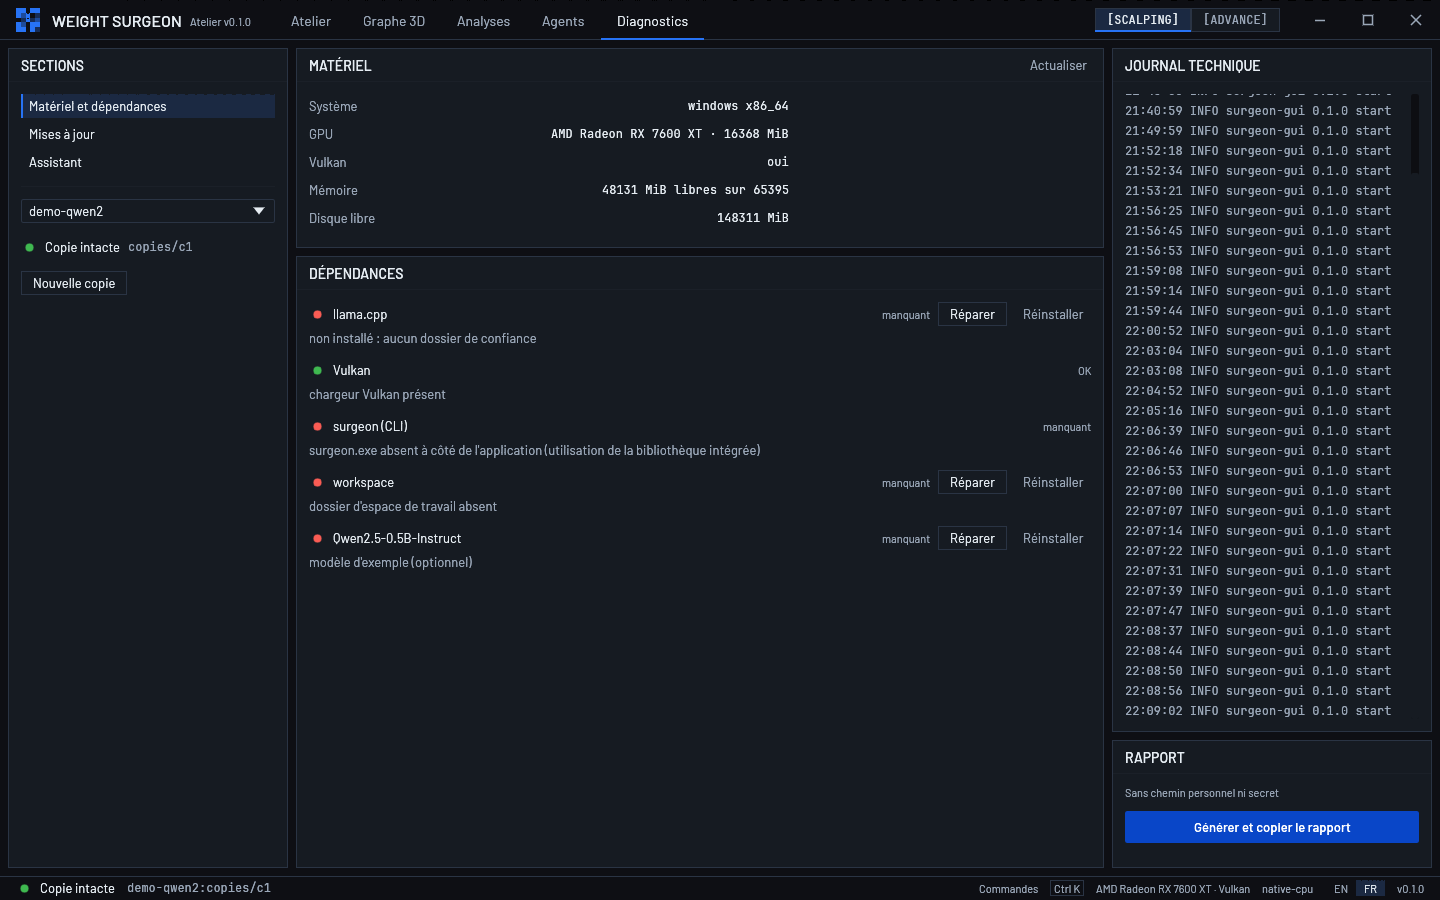 WEIGHT SURGEON Atelier v0.1.0 Atelier Graphe 3D Analyses Agents Diagnostics [SCALPING] [ADVANCE]
SECTIONS
Matériel et dépendances
Mises à jour
Assistant
demo-qwen2
Copie intacte copies/c1
Nouvelle copie
MATÉRIEL Actualiser
Système windows x86_64
GPU AMD Radeon RX 7600 XT · 16368 MiB
Vulkan oui
Mémoire 48131 MiB libres sur 65395
Disque libre 148311 MiB
DÉPENDANCES
llama.cpp manquant Réparer Réinstaller
non installé : aucun dossier de confiance
Vulkan OK
chargeur Vulkan présent
surgeon (CLI) manquant
surgeon.exe absent à côté de l'application (utilisation de la bibliothèque intégrée)
workspace manquant Réparer Réinstaller
dossier d'espace de travail absent
Qwen2.5-0.5B-Instruct manquant Réparer Réinstaller
modèle d'exemple (optionnel)
JOURNAL TECHNIQUE
21:40:59 INFO surgeon-gui 0.1.0 start
21:49:59 INFO surgeon-gui 0.1.0 start
21:52:18 INFO surgeon-gui 0.1.0 start
21:52:34 INFO surgeon-gui 0.1.0 start
21:53:21 INFO surgeon-gui 0.1.0 start
21:56:25 INFO surgeon-gui 0.1.0 start
21:56:45 INFO surgeon-gui 0.1.0 start
21:56:53 INFO surgeon-gui 0.1.0 start
21:59:08 INFO surgeon-gui 0.1.0 start
21:59:14 INFO surgeon-gui 0.1.0 start
21:59:44 INFO surgeon-gui 0.1.0 start
22:00:52 INFO surgeon-gui 0.1.0 start
22:03:04 INFO surgeon-gui 0.1.0 start
22:03:08 INFO surgeon-gui 0.1.0 start
22:04:52 INFO surgeon-gui 0.1.0 start
22:05:16 INFO surgeon-gui 0.1.0 start
22:06:39 INFO surgeon-gui 0.1.0 start
22:06:46 INFO surgeon-gui 0.1.0 start
22:06:53 INFO surgeon-gui 0.1.0 start
22:07:00 INFO surgeon-gui 0.1.0 start
22:07:07 INFO surgeon-gui 0.1.0 start
22:07:14 INFO surgeon-gui 0.1.0 start
22:07:22 INFO surgeon-gui 0.1.0 start
22:07:31 INFO surgeon-gui 0.1.0 start
22:07:39 INFO surgeon-gui 0.1.0 start
22:07:47 INFO surgeon-gui 0.1.0 start
22:08:37 INFO surgeon-gui 0.1.0 start
22:08:44 INFO surgeon-gui 0.1.0 start
22:08:50 INFO surgeon-gui 0.1.0 start
22:08:56 INFO surgeon-gui 0.1.0 start
22:09:02 INFO surgeon-gui 0.1.0 start
RAPPORT
Sans chemin personnel ni secret
Générer et copier le rapport
Copie intacte demo-qwen2:copies/c1 Commandes Ctrl K AMD Radeon RX 7600 XT · Vulkan native-cpu EN FR v0.1.0